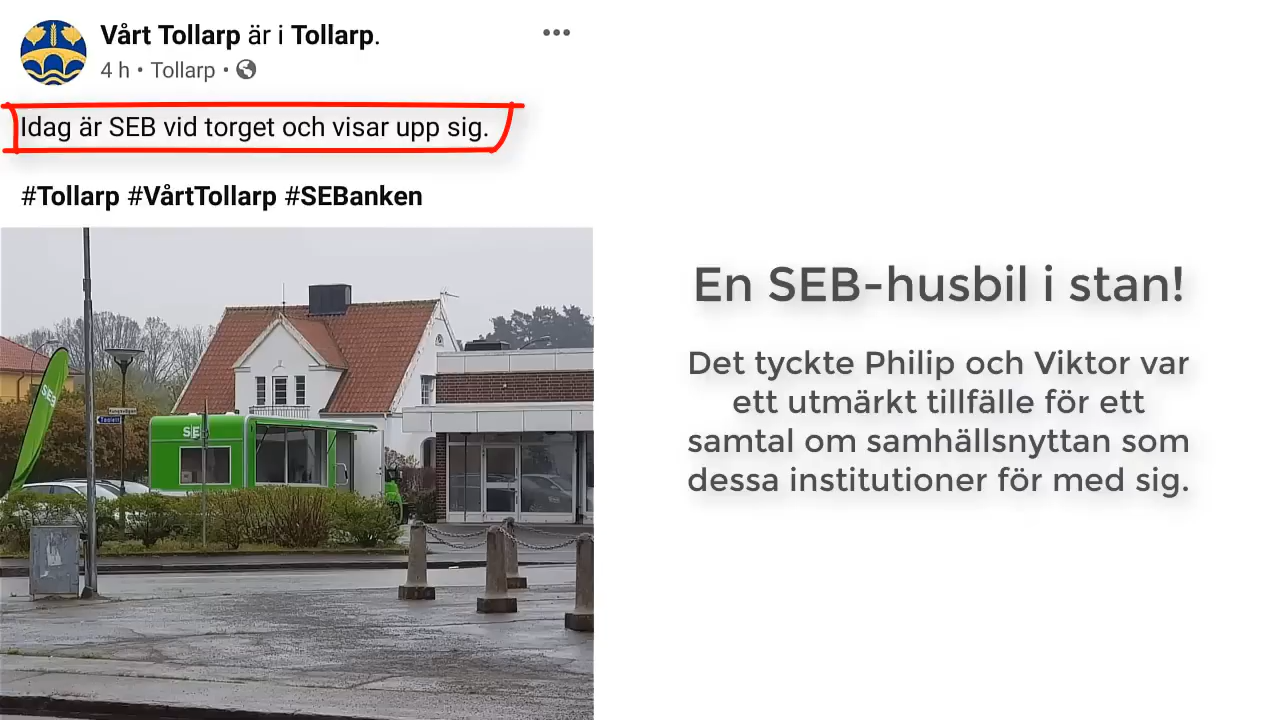 Vårt Tollarp är i Tollarp.
4 h • Tollarp •
Idag är SEB vid torget och visar upp sig.
#Tollarp #VårtTollarp #SEBanken
SEB
SEB
En SEB-husbil i stan!
Det tyckte Philip och Viktor var
ett utmärkt tillfälle för ett
samtal om samhällsnyttan som
dessa institutioner för med sig.